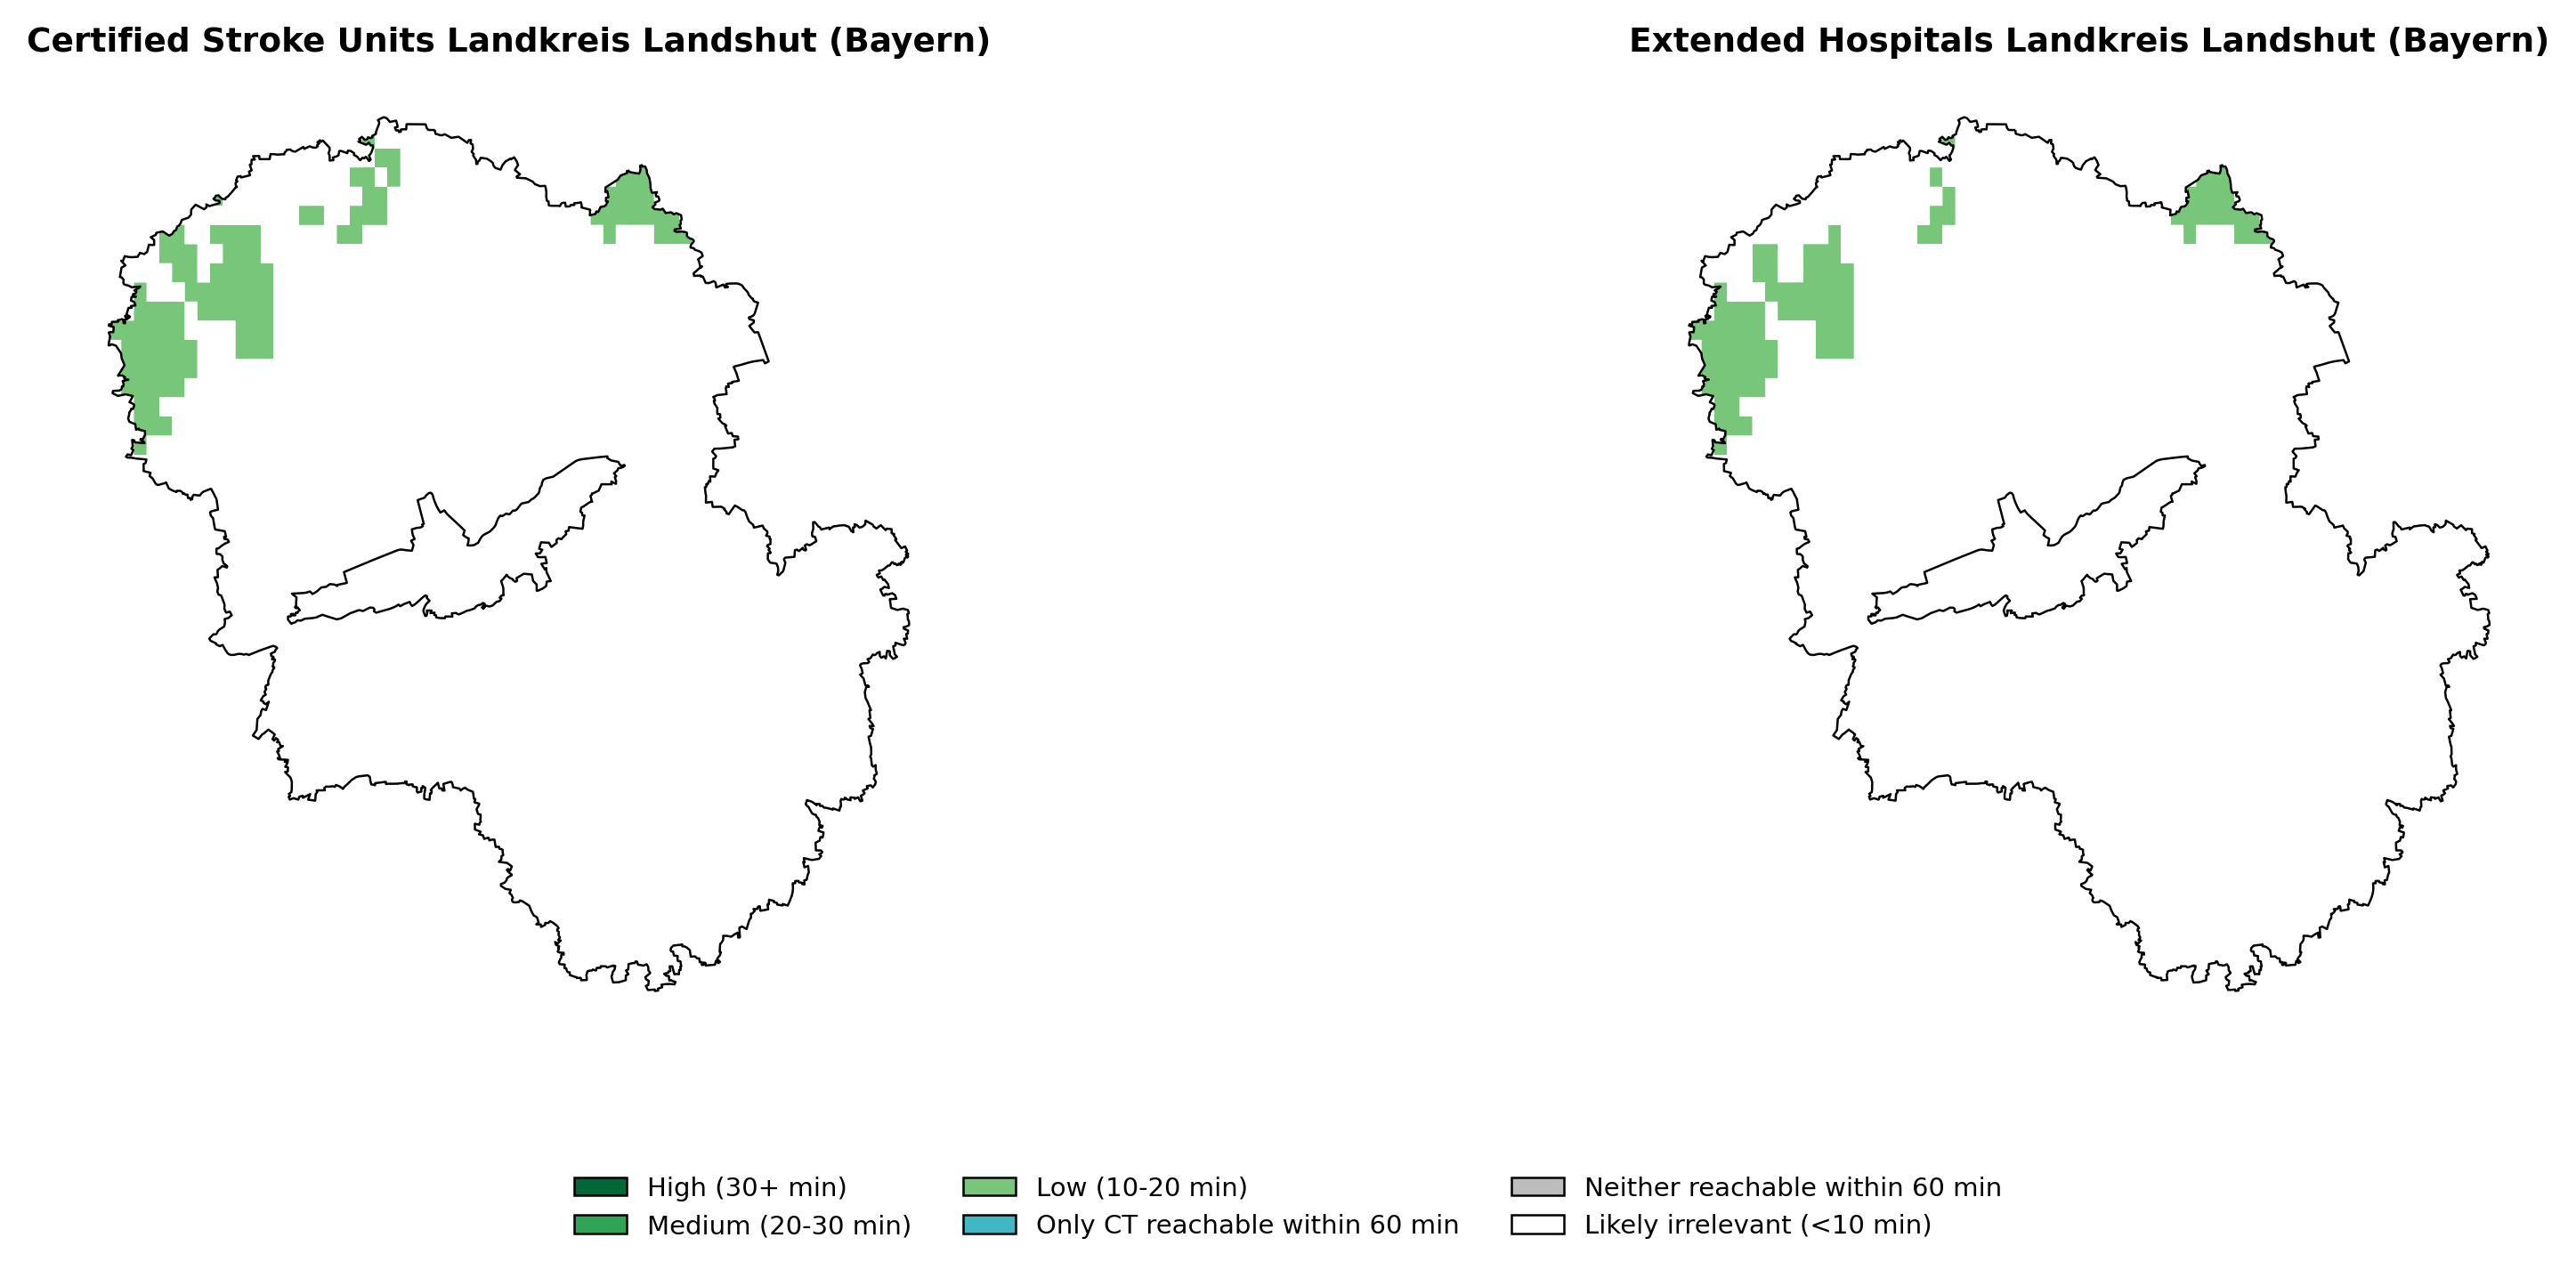 Certified Stroke Units Landkreis Landshut (Bayern)
Extended Hospitals Landkreis Landshut (Bayern)
High (30+ min)
Medium (20-30 min)
Low (10-20 min)
Only CT reachable within 60 min
Neither reachable within 60 min
Likely irrelevant (<10 min)